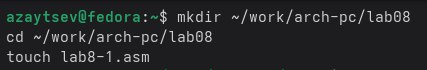 azaytsev@fedora:~$ mkdir ~/work/arch-pc/lab08
cd ~/work/arch-pc/lab08
touch lab8-1.asm